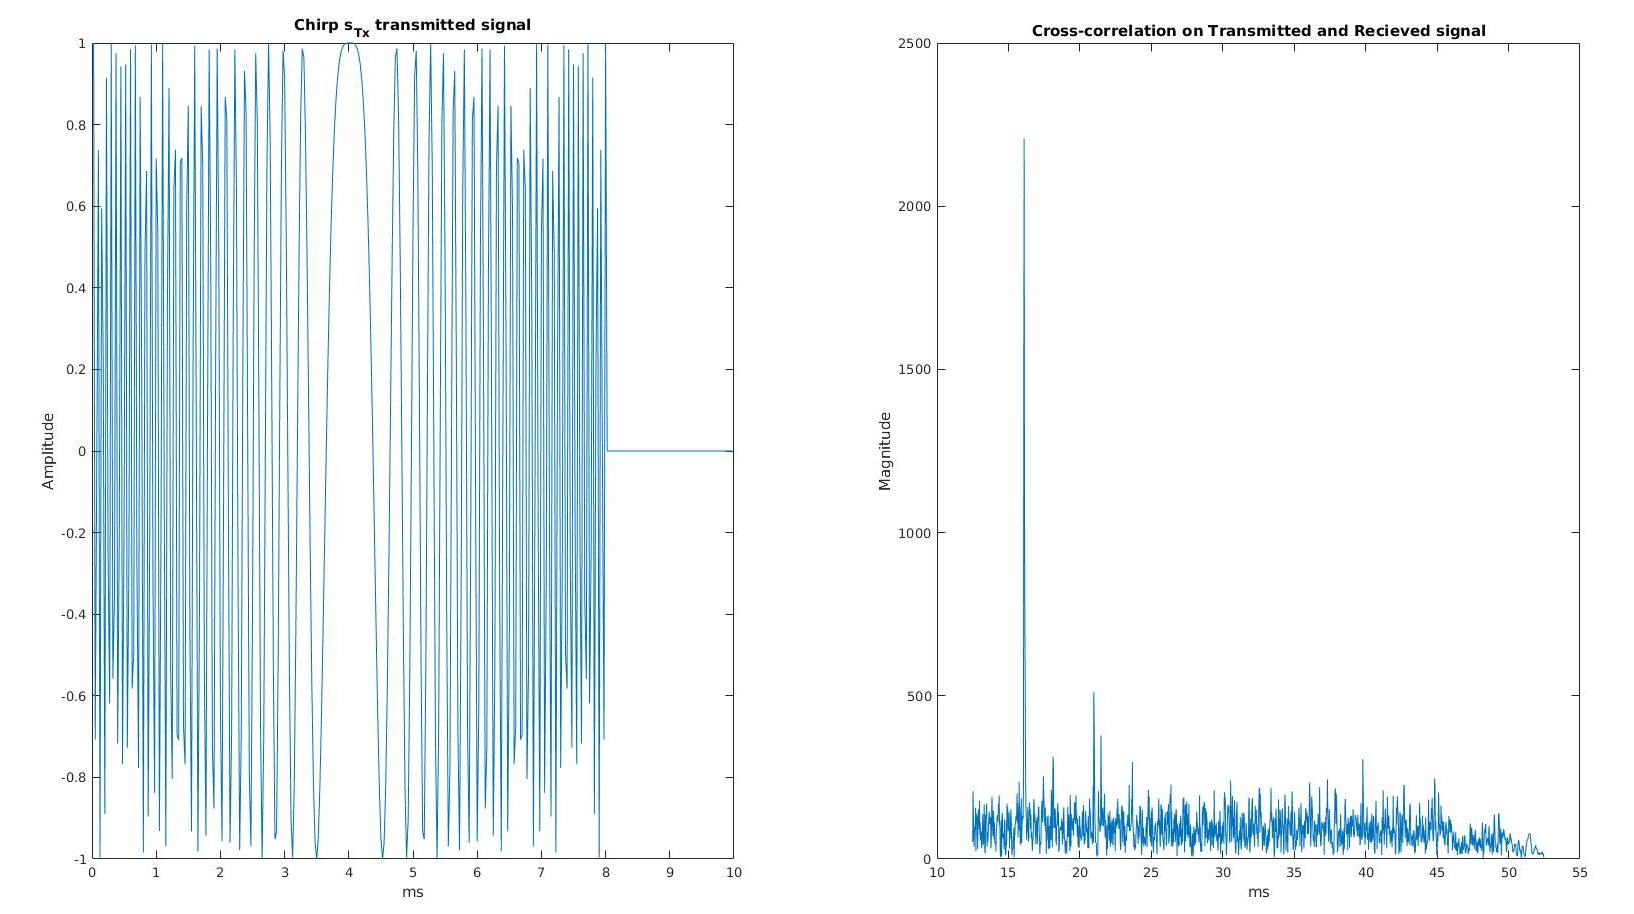 Chirp sTx transmitted signal
1
0.8
0.6
0.4
0.2
0
-0.2
-0.4
-0.6
-0.8
-1
Amplitude
0 1 2 3 4 5 6 7 8 9 10
ms
Cross-correlation on Transmitted and Recieved signal
2500
2000
1500
1000
500
0
Magnitude
10 15 20 25 30 35 40 45 50 55
ms